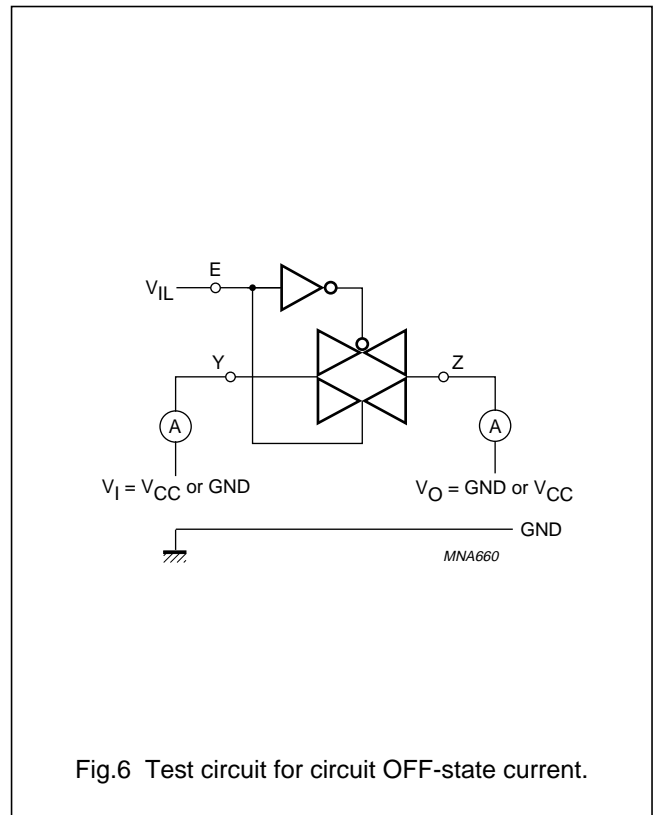 E
VIL
Y
Z
A
A
VI = VCC or GND
VO = GND or VCC
GND
MNA660
Fig.6 Test circuit for circuit OFF-state current.